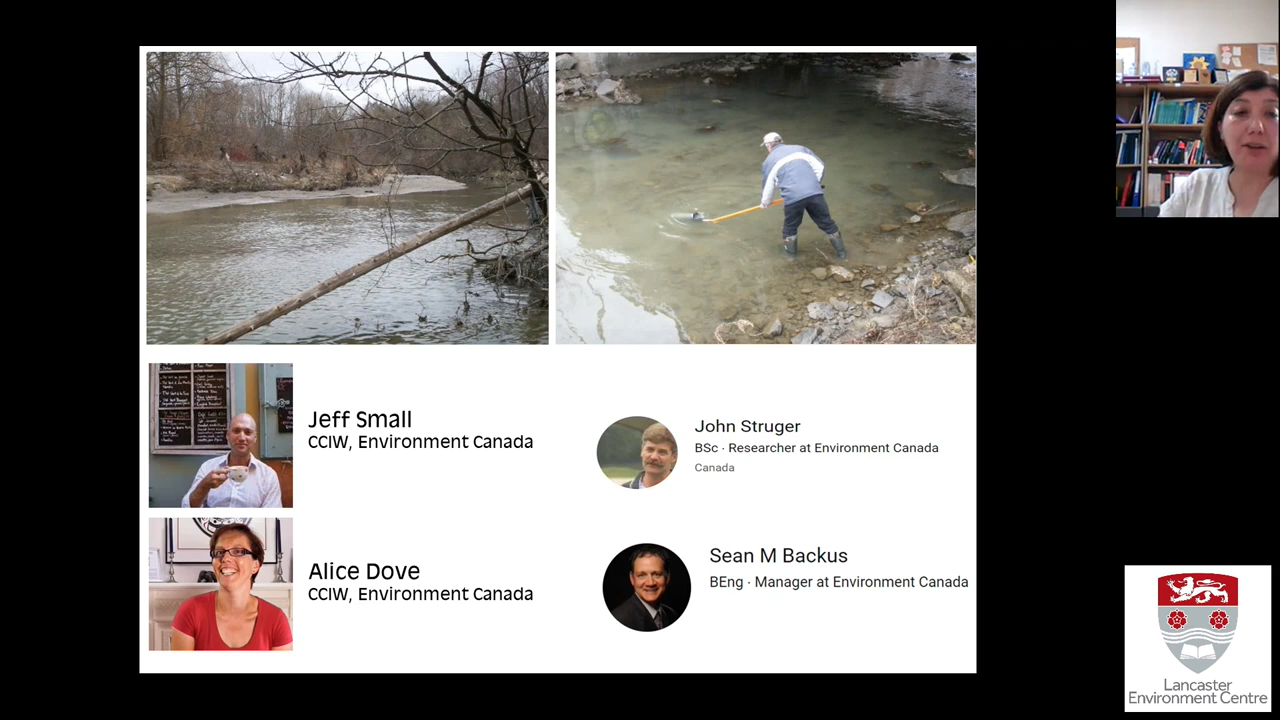 Jeff Small
CCIW, Environment Canada
John Struger
BSc · Researcher at Environment Canada
Canada
Alice Dove
CCIW, Environment Canada
Sean M Backus
BEng · Manager at Environment Canada
Lancaster
Environment Centre